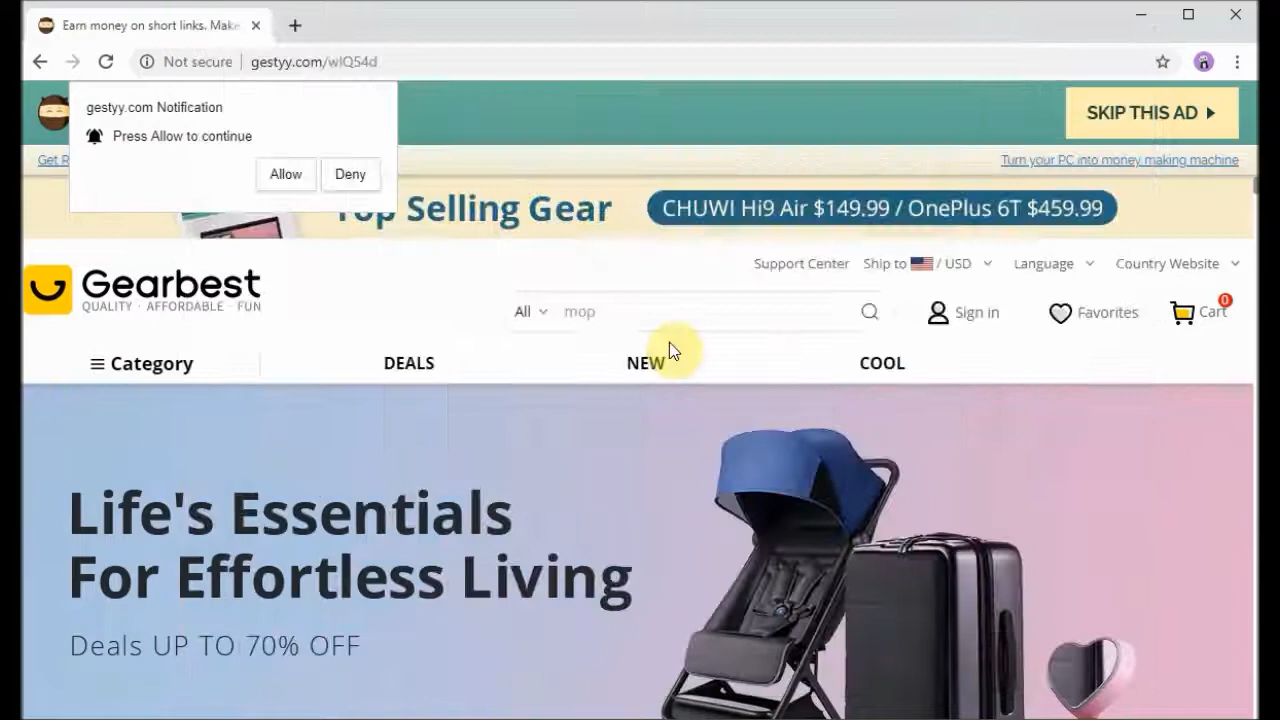 Earn money on short links. Make
Not secure
gestyy.com/wIQ54d
gestyy.com Notification
Press Allow to continue
Allow
Deny
SKIP THIS AD
Get R
Turn your PC into money making machine
Top Selling Gear
CHUWI Hi9 Air $149.99 / OnePlus 6T $459.99
Support Center
Ship to
/ USD
Language
Country Website
Gearbest
QUALITY · AFFORDABLE · FUN
All
mop
Sign in
Favorites
Cart
0
Category
DEALS
NEW
COOL
Life's Essentials
For Effortless Living
Deals UP TO 70% OFF